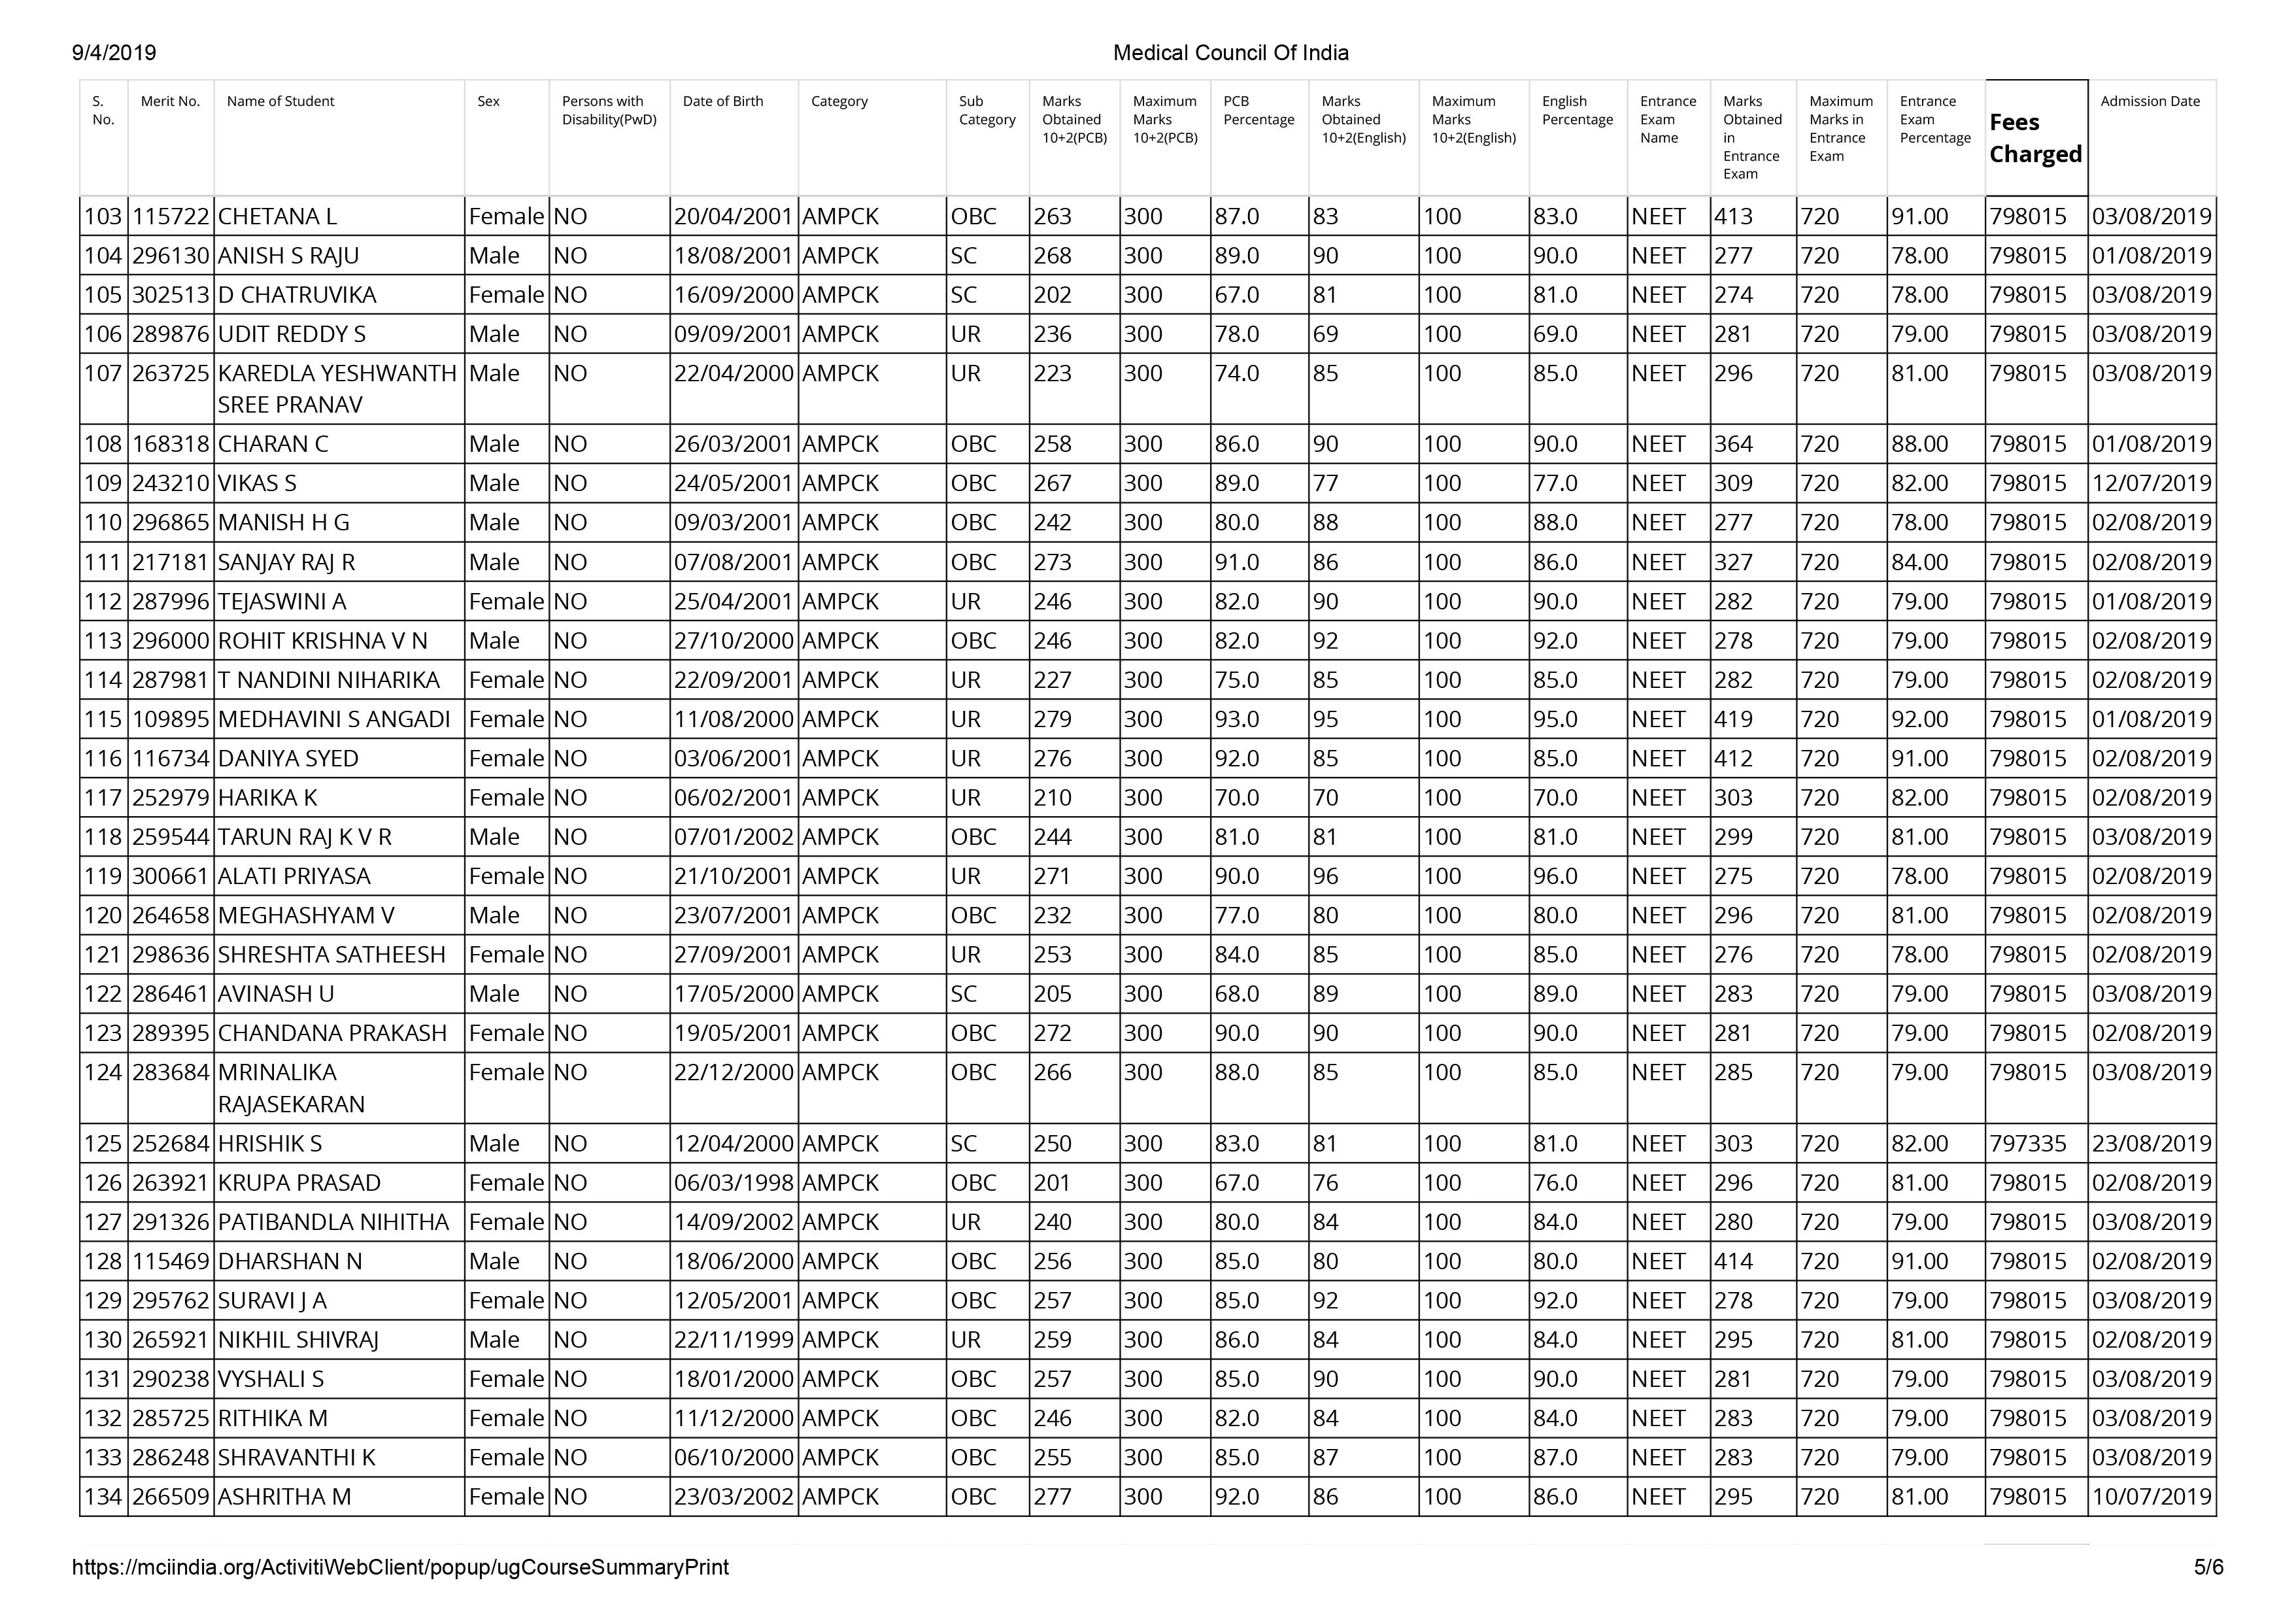 9/4/2019 Medical Council Of India
S. No. Merit No. Name of Student Sex Persons with Disability(PwD) Date of Birth Category Sub Category Marks Obtained 10+2(PCB) Maximum Marks 10+2(PCB) PCB Percentage Marks Obtained 10+2(English) Maximum Marks 10+2(English) English Percentage Entrance Exam Name Marks Obtained in Entrance Exam Maximum Marks in Entrance Exam Entrance Exam Percentage Fees Charged Admission Date
103 115722 CHETANA L Female NO 20/04/2001 AMPCK OBC 263 300 87.0 83 100 83.0 NEET 413 720 91.00 798015 03/08/2019
104 296130 ANISH S RAJU Male NO 18/08/2001 AMPCK SC 268 300 89.0 90 100 90.0 NEET 277 720 78.00 798015 01/08/2019
105 302513 D CHATRUVIKA Female NO 16/09/2000 AMPCK SC 202 300 67.0 81 100 81.0 NEET 274 720 78.00 798015 03/08/2019
106 289876 UDIT REDDY S Male NO 09/09/2001 AMPCK UR 236 300 78.0 69 100 69.0 NEET 281 720 79.00 798015 03/08/2019
107 263725 KAREDLA YESHWANTH SREE PRANAV Male NO 22/04/2000 AMPCK UR 223 300 74.0 85 100 85.0 NEET 296 720 81.00 798015 03/08/2019
108 168318 CHARAN C Male NO 26/03/2001 AMPCK OBC 258 300 86.0 90 100 90.0 NEET 364 720 88.00 798015 01/08/2019
109 243210 VIKAS S Male NO 24/05/2001 AMPCK OBC 267 300 89.0 77 100 77.0 NEET 309 720 82.00 798015 12/07/2019
110 296865 MANISH H G Male NO 09/03/2001 AMPCK OBC 242 300 80.0 88 100 88.0 NEET 277 720 78.00 798015 02/08/2019
111 217181 SANJAY RAJ R Male NO 07/08/2001 AMPCK OBC 273 300 91.0 86 100 86.0 NEET 327 720 84.00 798015 02/08/2019
112 287996 TEJASWINI A Female NO 25/04/2001 AMPCK UR 246 300 82.0 90 100 90.0 NEET 282 720 79.00 798015 01/08/2019
113 296000 ROHIT KRISHNA V N Male NO 27/10/2000 AMPCK OBC 246 300 82.0 92 100 92.0 NEET 278 720 79.00 798015 02/08/2019
114 287981 T NANDINI NIHARIKA Female NO 22/09/2001 AMPCK UR 227 300 75.0 85 100 85.0 NEET 282 720 79.00 798015 02/08/2019
115 109895 MEDHAVINI S ANGADI Female NO 11/08/2000 AMPCK UR 279 300 93.0 95 100 95.0 NEET 419 720 92.00 798015 01/08/2019
116 116734 DANIYA SYED Female NO 03/06/2001 AMPCK UR 276 300 92.0 85 100 85.0 NEET 412 720 91.00 798015 02/08/2019
117 252979 HARIKA K Female NO 06/02/2001 AMPCK UR 210 300 70.0 70 100 70.0 NEET 303 720 82.00 798015 02/08/2019
118 259544 TARUN RAJ K V R Male NO 07/01/2002 AMPCK OBC 244 300 81.0 81 100 81.0 NEET 299 720 81.00 798015 03/08/2019
119 300661 ALATI PRIYASA Female NO 21/10/2001 AMPCK UR 271 300 90.0 96 100 96.0 NEET 275 720 78.00 798015 02/08/2019
120 264658 MEGHASHYAM V Male NO 23/07/2001 AMPCK OBC 232 300 77.0 80 100 80.0 NEET 296 720 81.00 798015 02/08/2019
121 298636 SHRESHTA SATHEESH Female NO 27/09/2001 AMPCK UR 253 300 84.0 85 100 85.0 NEET 276 720 78.00 798015 02/08/2019
122 286461 AVINASH U Male NO 17/05/2000 AMPCK SC 205 300 68.0 89 100 89.0 NEET 283 720 79.00 798015 03/08/2019
123 289395 CHANDANA PRAKASH Female NO 19/05/2001 AMPCK OBC 272 300 90.0 90 100 90.0 NEET 281 720 79.00 798015 02/08/2019
124 283684 MRINALIKA RAJASEKARAN Female NO 22/12/2000 AMPCK OBC 266 300 88.0 85 100 85.0 NEET 285 720 79.00 798015 03/08/2019
125 252684 HRISHIK S Male NO 12/04/2000 AMPCK SC 250 300 83.0 81 100 81.0 NEET 303 720 82.00 797335 23/08/2019
126 263921 KRUPA PRASAD Female NO 06/03/1998 AMPCK OBC 201 300 67.0 76 100 76.0 NEET 296 720 81.00 798015 02/08/2019
127 291326 PATIBANDLA NIHITHA Female NO 14/09/2002 AMPCK UR 240 300 80.0 84 100 84.0 NEET 280 720 79.00 798015 03/08/2019
128 115469 DHARSHAN N Male NO 18/06/2000 AMPCK OBC 256 300 85.0 80 100 80.0 NEET 414 720 91.00 798015 02/08/2019
129 295762 SURAVI J A Female NO 12/05/2001 AMPCK OBC 257 300 85.0 92 100 92.0 NEET 278 720 79.00 798015 03/08/2019
130 265921 NIKHIL SHIVRAJ Male NO 22/11/1999 AMPCK UR 259 300 86.0 84 100 84.0 NEET 295 720 81.00 798015 02/08/2019
131 290238 VYSHALI S Female NO 18/01/2000 AMPCK OBC 257 300 85.0 90 100 90.0 NEET 281 720 79.00 798015 03/08/2019
132 285725 RITHIKA M Female NO 11/12/2000 AMPCK OBC 246 300 82.0 84 100 84.0 NEET 283 720 79.00 798015 03/08/2019
133 286248 SHRAVANTHI K Female NO 06/10/2000 AMPCK OBC 255 300 85.0 87 100 87.0 NEET 283 720 79.00 798015 03/08/2019
134 266509 ASHRITHA M Female NO 23/03/2002 AMPCK OBC 277 300 92.0 86 100 86.0 NEET 295 720 81.00 798015 10/07/2019
https://mciindia.org/ActivitiWebClient/popup/ugCourseSummaryPrint 5/6